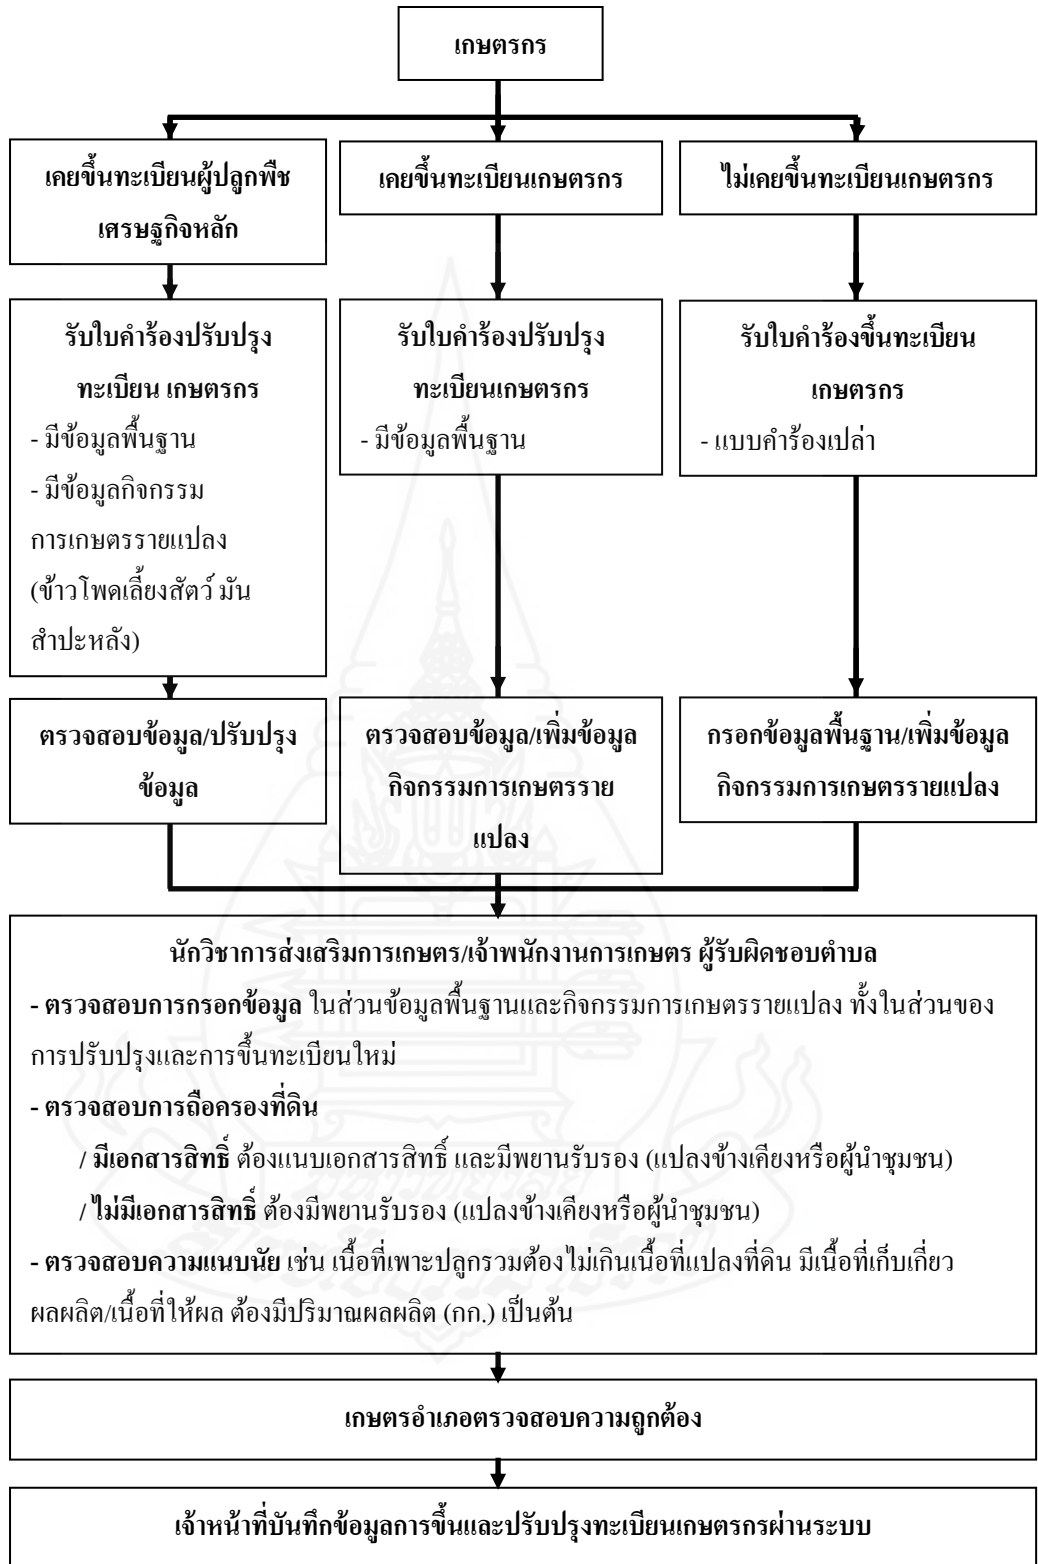 เกษตรกร
เคยขึ้นทะเบียนผู้ปลูกพืช
เศรษฐกิจหลัก
เคยขึ้นทะเบียนเกษตรกร
ไม่เคยขึ้นทะเบียนเกษตรกร
รับใบคำร้องปรับปรุง
ทะเบียน เกษตรกร
- มีข้อมูลพื้นฐาน
- มีข้อมูลกิจกรรม
การเกษตรรายแปลง
(ข้าวโพดเลี้ยงสัตว์ มัน
สำปะหลัง)
รับใบคำร้องปรับปรุง
ทะเบียนเกษตรกร
- มีข้อมูลพื้นฐาน
รับใบคำร้องขึ้นทะเบียน
เกษตรกร
- แบบคำร้องเปล่า
ตรวจสอบข้อมูล/ปรับปรุง
ข้อมูล
ตรวจสอบข้อมูล/เพิ่มข้อมูล
กิจกรรมการเกษตรราย
แปลง
กรอกข้อมูลพื้นฐาน/เพิ่มข้อมูล
กิจกรรมการเกษตรรายแปลง
นักวิชาการส่งเสริมการเกษตร/เจ้าพนักงานการเกษตร ผู้รับผิดชอบตำบล
- ตรวจสอบการกรอกข้อมูล ในส่วนข้อมูลพื้นฐานและกิจกรรมการเกษตรรายแปลง ทั้งในส่วนของ
การปรับปรุงและการขึ้นทะเบียนใหม่
- ตรวจสอบการถือครองที่ดิน
/ มีเอกสารสิทธิ์ ต้องแนบเอกสารสิทธิ์ และมีพยานรับรอง (แปลงข้างเคียงหรือผู้นำชุมชน)
/ ไม่มีเอกสารสิทธิ์ ต้องมีพยานรับรอง (แปลงข้างเคียงหรือผู้นำชุมชน)
- ตรวจสอบความแนบนัย เช่น เนื้อที่เพาะปลูกรวมต้องไม่เกินเนื้อที่แปลงที่ดิน มีเนื้อที่เก็บเกี่ยว
ผลผลิต/เนื้อที่ให้ผล ต้องมีปริมาณผลผลิต (กก.) เป็นต้น
เกษตรอำเภอตรวจสอบความถูกต้อง
เจ้าหน้าที่บันทึกข้อมูลการขึ้นและปรับปรุงทะเบียนเกษตรกรผ่านระบบ